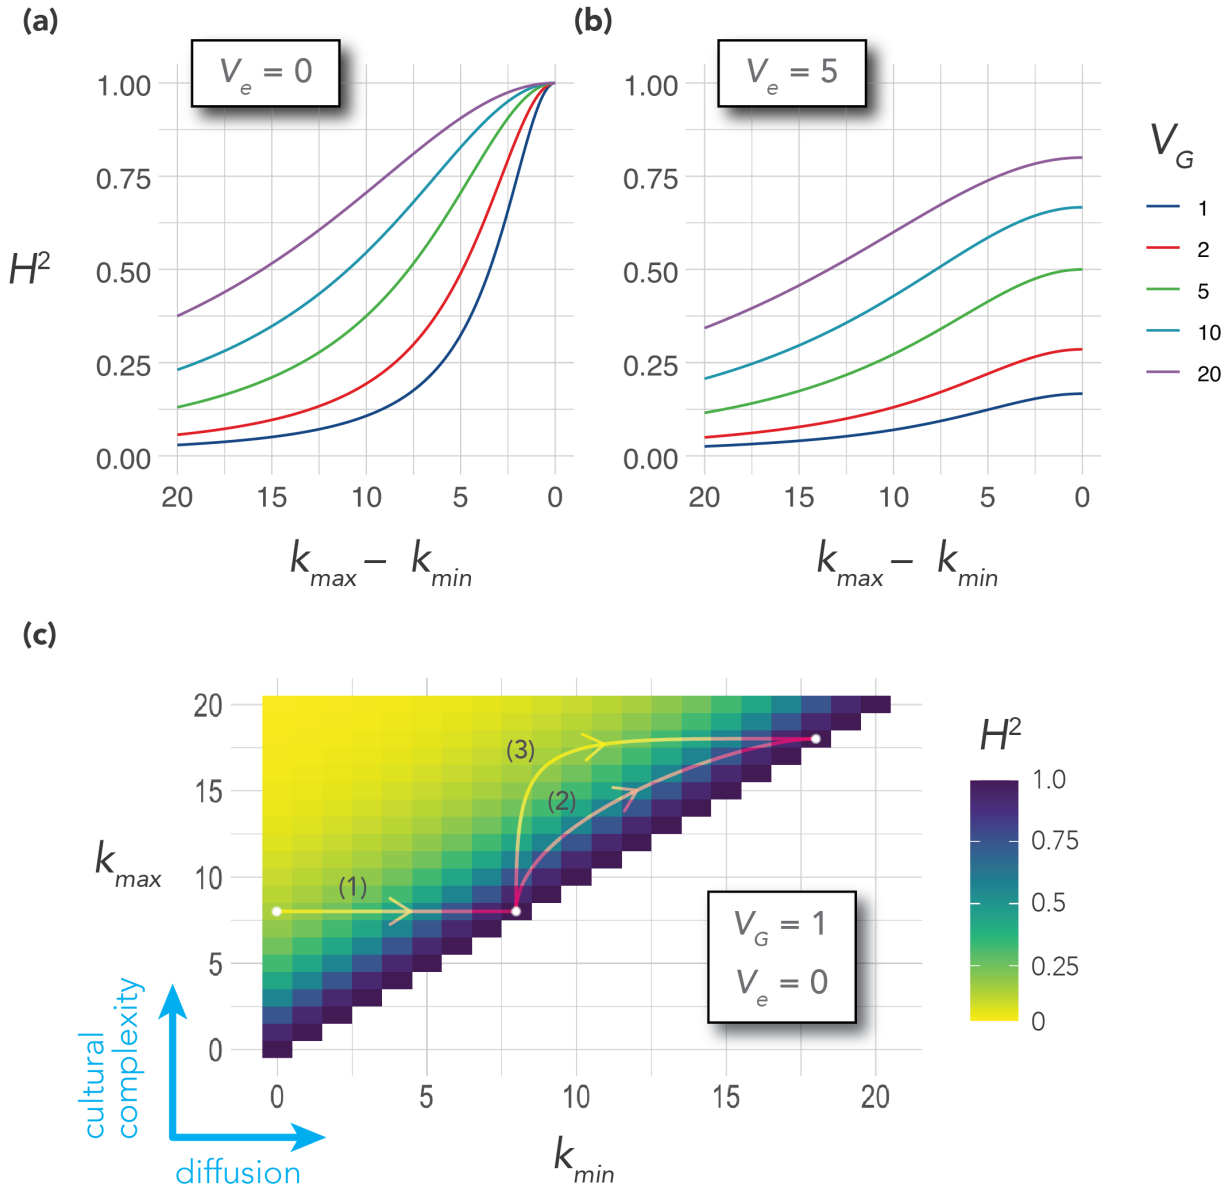 (a)
V_e = 0
H²
1.00
0.75
0.50
0.25
0.00
20 15 10 5 0
k_max – k_min
(b)
V_e = 5
1.00
0.75
0.50
0.25
0.00
20 15 10 5 0
k_max – k_min
V_G
1
2
5
10
20
(c)
k_max
20
15
10
5
0
(3)
(2)
(1)
V_G = 1
V_e = 0
0 5 10 15 20
k_min
cultural
complexity
diffusion
H²
1.0
0.75
0.5
0.25
0